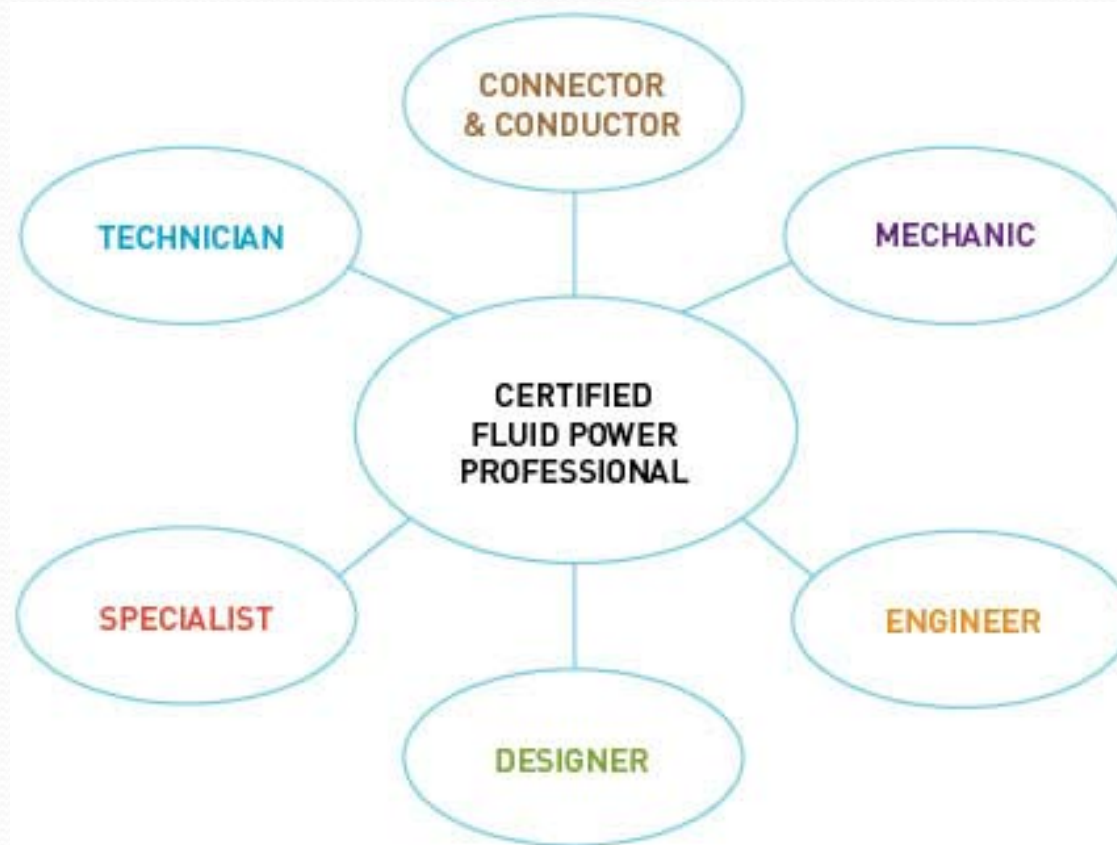 CONNECTOR
& CONDUCTOR
TECHNICIAN
MECHANIC
CERTIFIED
FLUID POWER
PROFESSIONAL
SPECIALIST
ENGINEER
DESIGNER